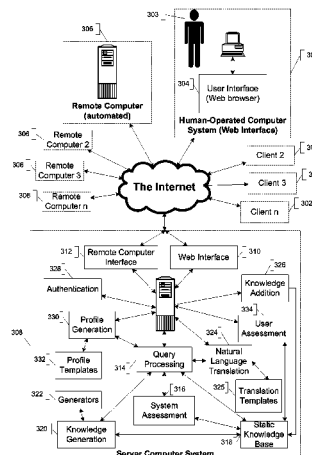 306
303
Remote Computer
(automated)
304
User Interface
(Web browser)
Human-Operated Computer
System (Web Interface)
306
Remote
Computer 2
306
Remote
Computer 3
306
Remote
Computer n
The Internet
Client 2
Client 3
Client n
302
312
Remote Computer
Interface
Web Interface
310
328
Authentication
326
Knowledge
Addition
330
Profile
Generation
334
User
Assessment
308
332
Profile
Templates
314
Query
Processing
324
Natural
Language
Translation
322
Generators
316
System
Assessment
325
Translation
Templates
320
Knowledge
Generation
318
Static
Knowledge
Base
Server Computer System